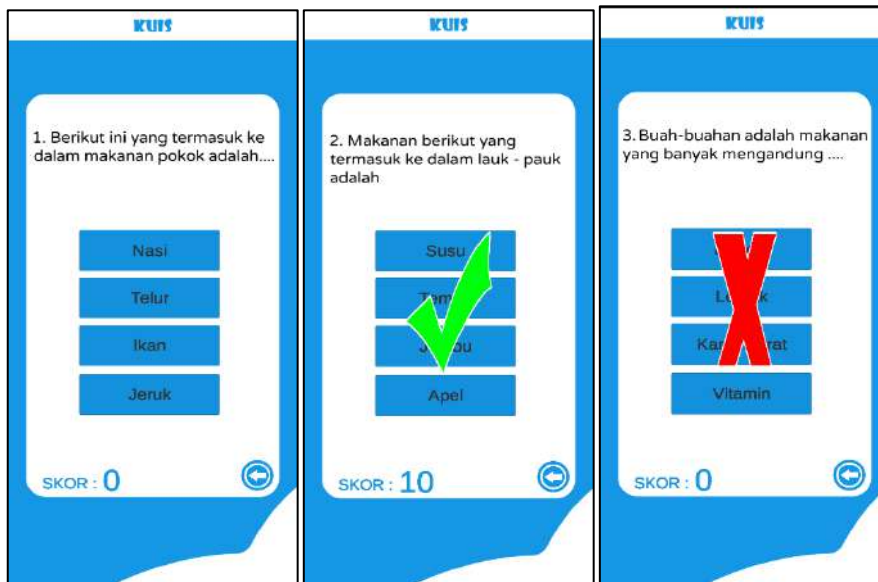 KUIS
1. Berikut ini yang termasuk ke
dalam makanan pokok adalah....
Nasi
Telur
Ikan
Jeruk
SKOR : 0
KUIS
2. Makanan berikut yang
termasuk ke dalam lauk - pauk
adalah
Susu
Apel
SKOR : 10
KUIS
3. Buah-buahan adalah makanan
yang banyak mengandung ....
Vitamin
SKOR : 0